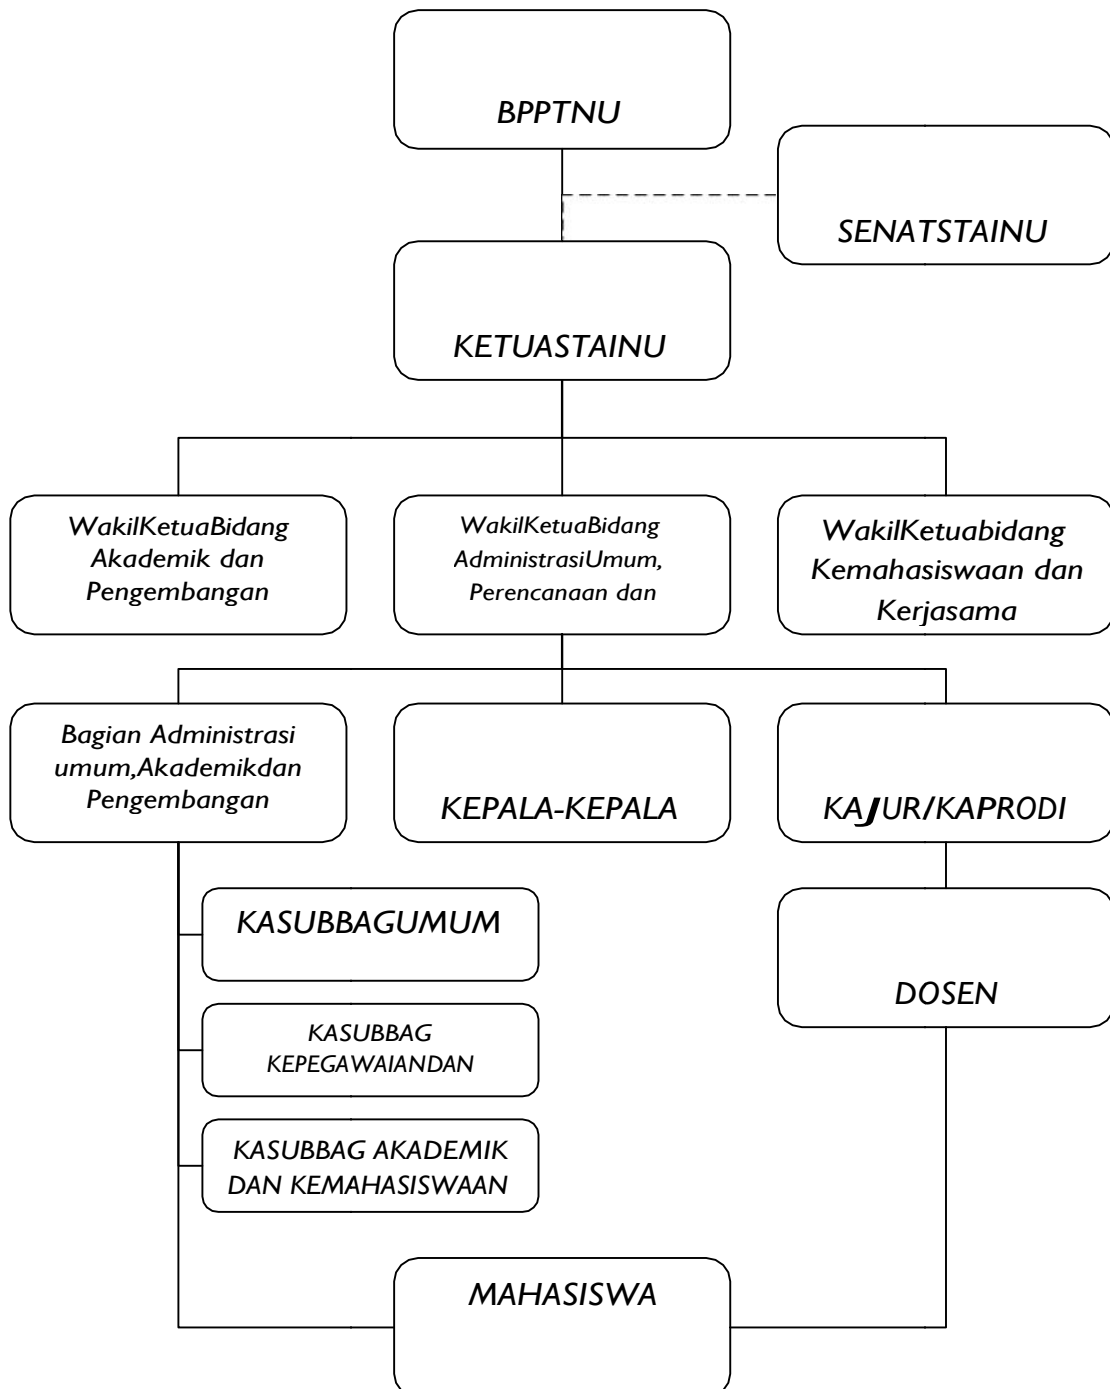 BPPTNU
SENATSTAINU
KETUASTAINU
WakilKetuaBidang
Akademik dan
Pengembangan
WakilKetuaBidang
AdministrasiUmum,
Perencanaan dan
WakilKetuabidang
Kemahasiswaan dan
Kerjasama
Bagian Administrasi
umum,Akademikdan
Pengembangan
KEPALA-KEPALA
KAJUR/KAPRODI
KASUBBAGUMUM
KASUBBAG
KEPEGAWAIANDAN
KASUBBAG AKADEMIK
DAN KEMAHASISWAAN
DOSEN
MAHASISWA